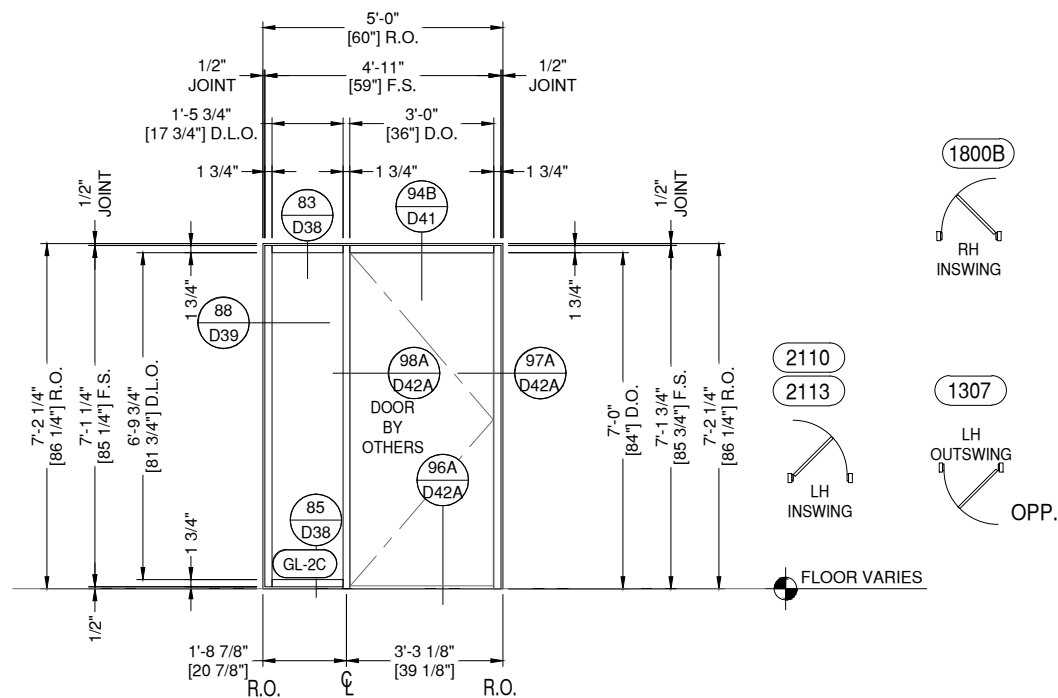 5'-0"
[60"] R.O.
1/2"
JOINT
4'-11"
[59"] F.S.
1/2"
JOINT
1'-5 3/4"
[17 3/4"] D.L.O.
3'-0"
[36"] D.O.
1 3/4"
1 3/4"
1 3/4"
1/2"
JOINT
83
D38
94B
D41
1/2"
JOINT
1800B
RH
INSWING
1 3/4"
1 3/4"
88
D39
98A
D42A
97A
D42A
DOOR
BY
OTHERS
7'-2 1/4"
[86 1/4"] R.O.
7'-1 1/4"
[85 1/4"] F.S.
6'-9 3/4"
[81 3/4"] D.L.O.
7'-0"
[84"] D.O.
7'-1 3/4"
[85 3/4"] F.S.
7'-2 1/4"
[86 1/4"] R.O.
2110
2113
LH
INSWING
1307
LH
OUTSWING
OPP.
96A
D42A
85
D38
GL-2C
1 3/4"
1/2"
FLOOR VARIES
1'-8 7/8"
[20 7/8"]
3'-3 1/8"
[39 1/8"]
R.O.
CL
R.O.